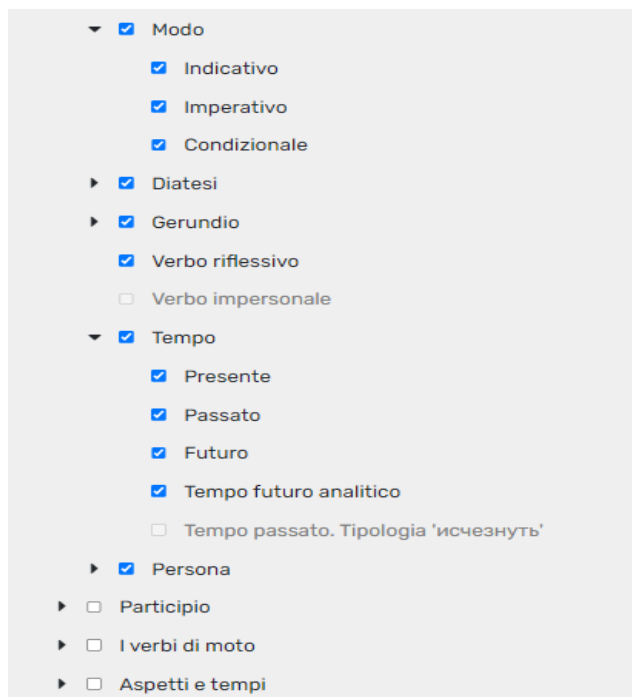 Modo
Indicativo
Imperativo
Condizionale
Diatesi
Gerundio
Verbo riflessivo
Verbo impersonale
Tempo
Presente
Passato
Futuro
Tempo futuro analitico
Tempo passato. Tipologia 'исчезнуть'
Persona
Participio
I verbi di moto
Aspetti e tempi